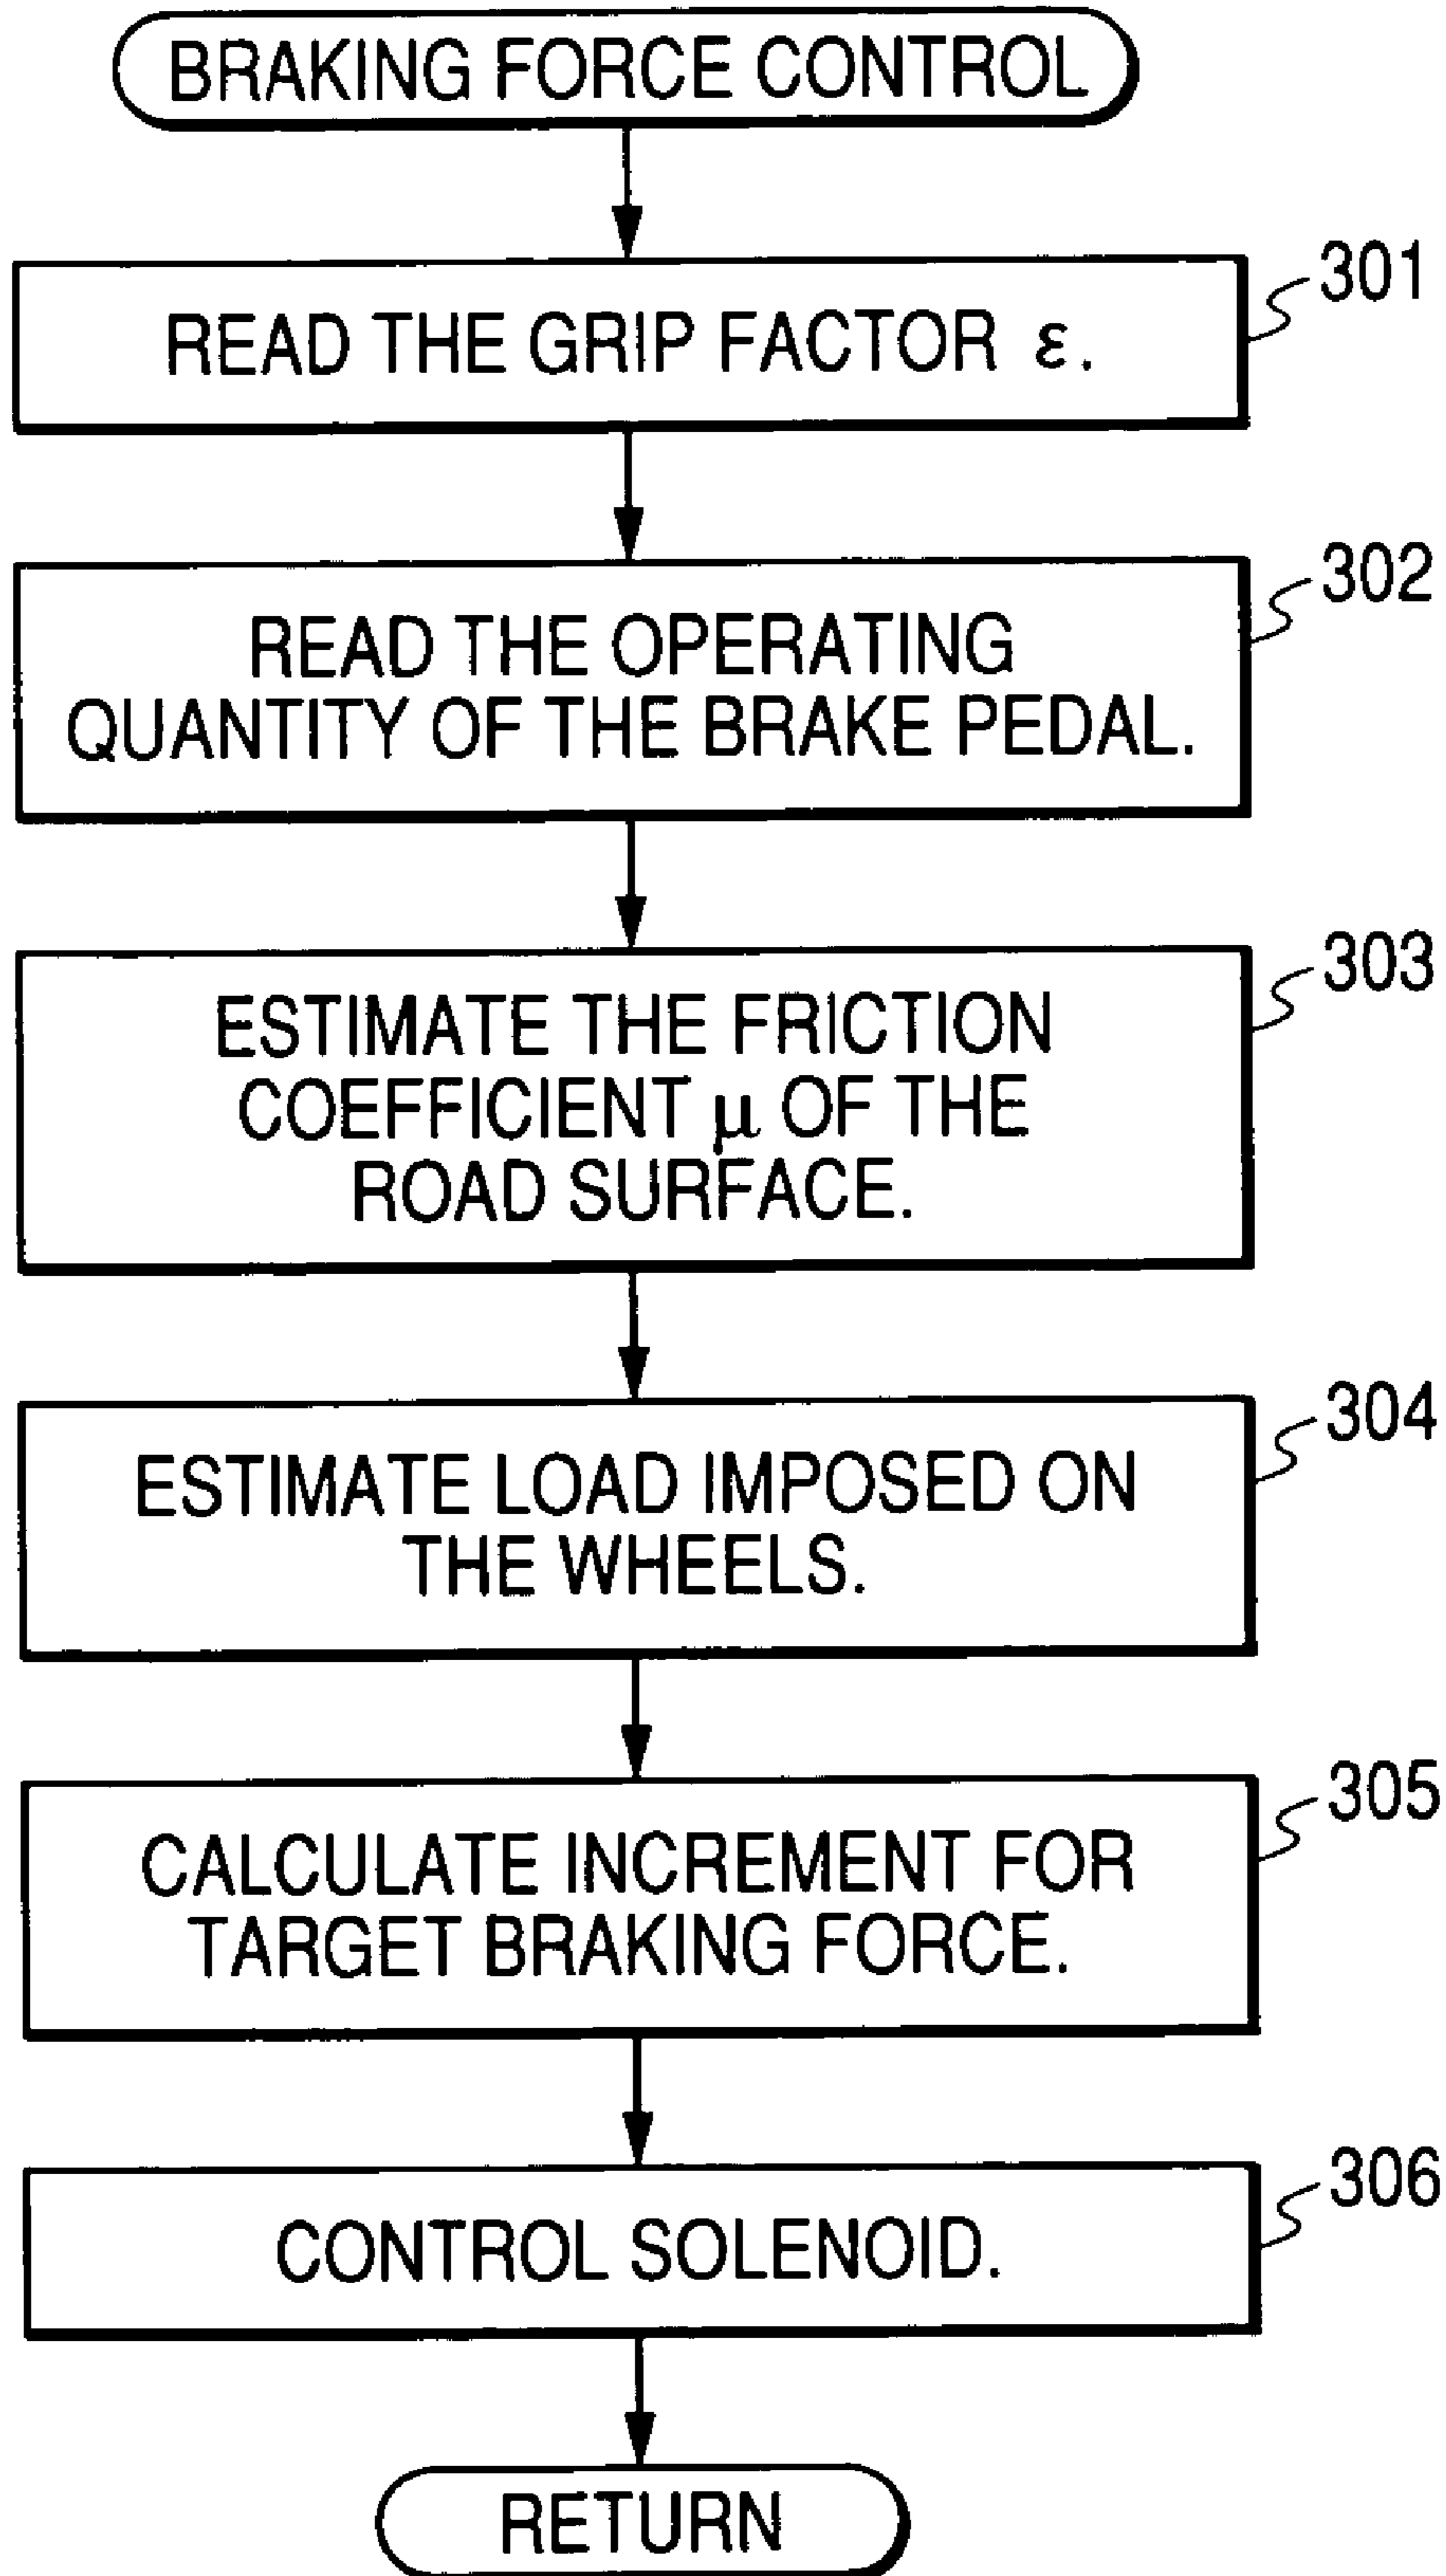 BRAKING FORCE CONTROL
301
READ THE GRIP FACTOR ε.
302
READ THE OPERATING
QUANTITY OF THE BRAKE PEDAL.
303
ESTIMATE THE FRICTION
COEFFICIENT μ OF THE
ROAD SURFACE.
304
ESTIMATE LOAD IMPOSED ON
THE WHEELS.
305
CALCULATE INCREMENT FOR
TARGET BRAKING FORCE.
306
CONTROL SOLENOID.
RETURN